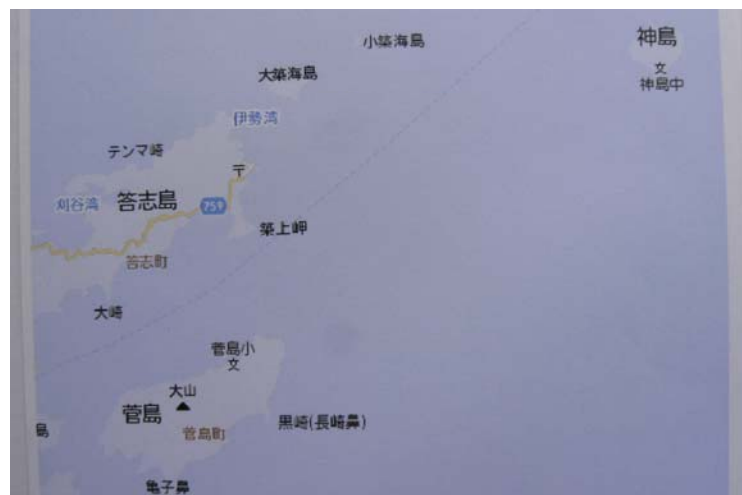 小築海島
神島
大築海島
文
神島中
伊勢湾
テンマ崎
〒
刈谷湾
答志島
759
築上岬
答志町
大崎
菅島小
文
大山
菅島
黒崎(長崎鼻)
島
菅島町
亀子鼻